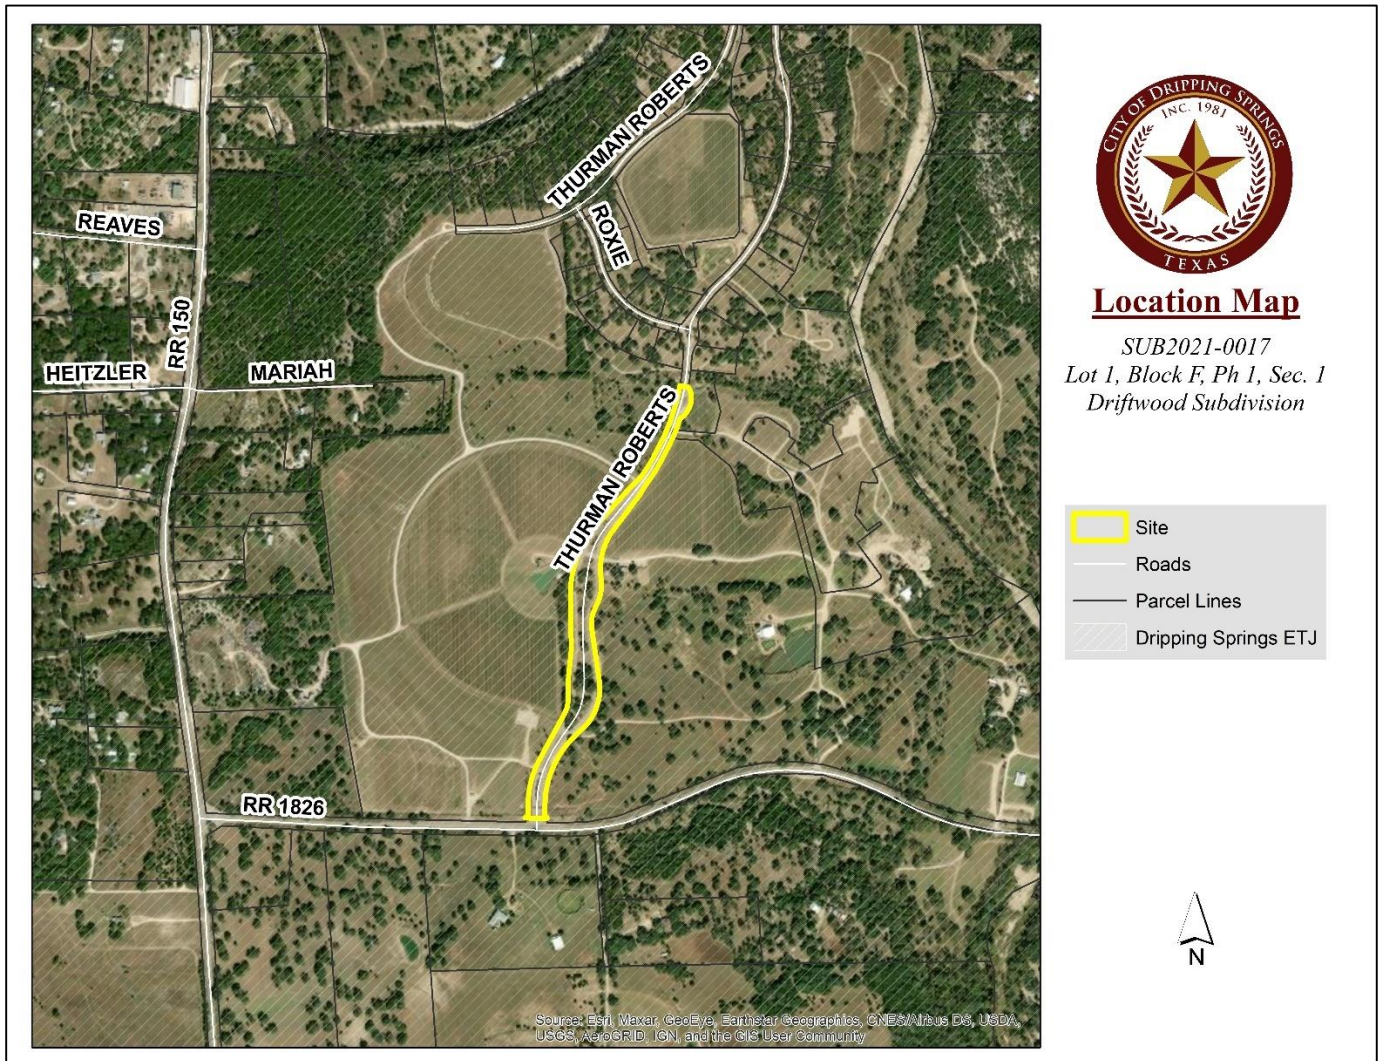 THURMAN ROBERTS
REAVES
ROXIE
RR 150
HEITZLER
MARIAH
THURMAN ROBERTS
RR 1826
Source: Esri, Maxar, GeoEye, Earthstar Geographics, CNES/Airbus DS, USDA,
USGS, AeroGRID, IGN, and the GIS User Community
CITY OF DRIPPING SPRINGS
INC. 1981
TEXAS
Location Map
SUB2021-0017
Lot 1, Block F, Ph 1, Sec. 1
Driftwood Subdivision
Site
Roads
Parcel Lines
Dripping Springs ETJ
N